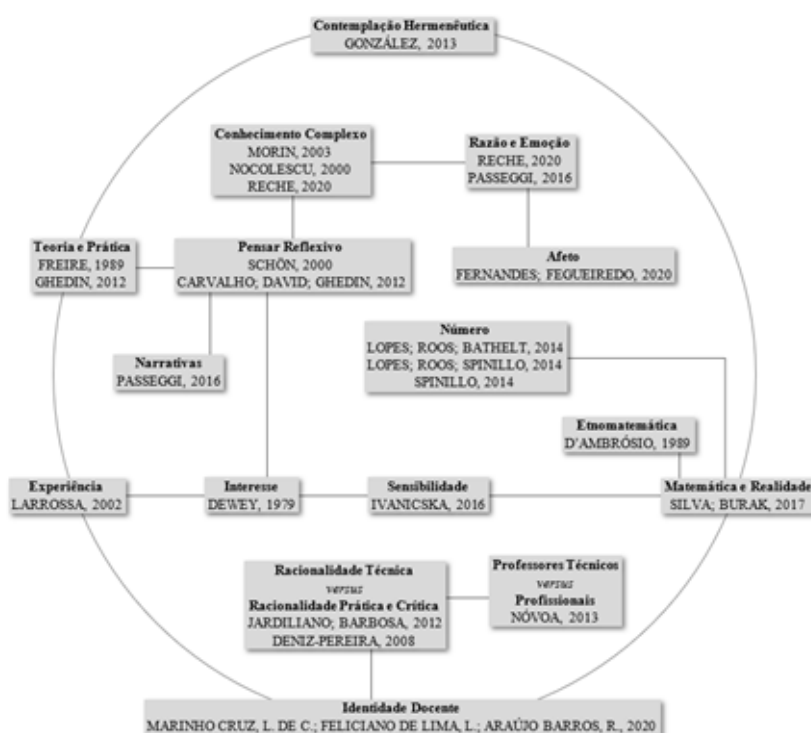 Contemplação Hermenêutica
GONZÁLEZ, 2013
Conhecimento Complexo
MORIN, 2003
NOCOLESCU, 2000
RECHE, 2020
Razão e Emoção
RECHE, 2020
PASSEGGI, 2016
Teoria e Prática
FREIRE, 1989
GHEDIN, 2012
Pensar Reflexivo
SCHÖN, 2000
CARVALHO; DAVID; GHEDIN, 2012
Afeto
FERNANDES; FEGUEIREDO, 2020
Narrativas
PASSEGGI, 2016
Número
LOPES; ROOS; BATHELT, 2014
LOPES; ROOS; SPINILLO, 2014
SPINILLO, 2014
Etnomatemática
D'AMBRÓSIO, 1989
Experiência
LARROSSA, 2002
Interesse
DEWEY, 1979
Sensibilidade
IVANICSKA, 2016
Matemática e Realidade
SILVA; BURAK, 2017
Racionalidade Técnica
versus
Racionalidade Prática e Crítica
JARDILIANO; BARBOSA, 2012
DENIZ-PEREIRA, 2008
Professores Técnicos
versus
Profissionais
NÓVOA, 2013
Identidade Docente
MARINHO CRUZ, L. DE C.; FELICIANO DE LIMA, L.; ARAÚJO BARROS, R., 2020